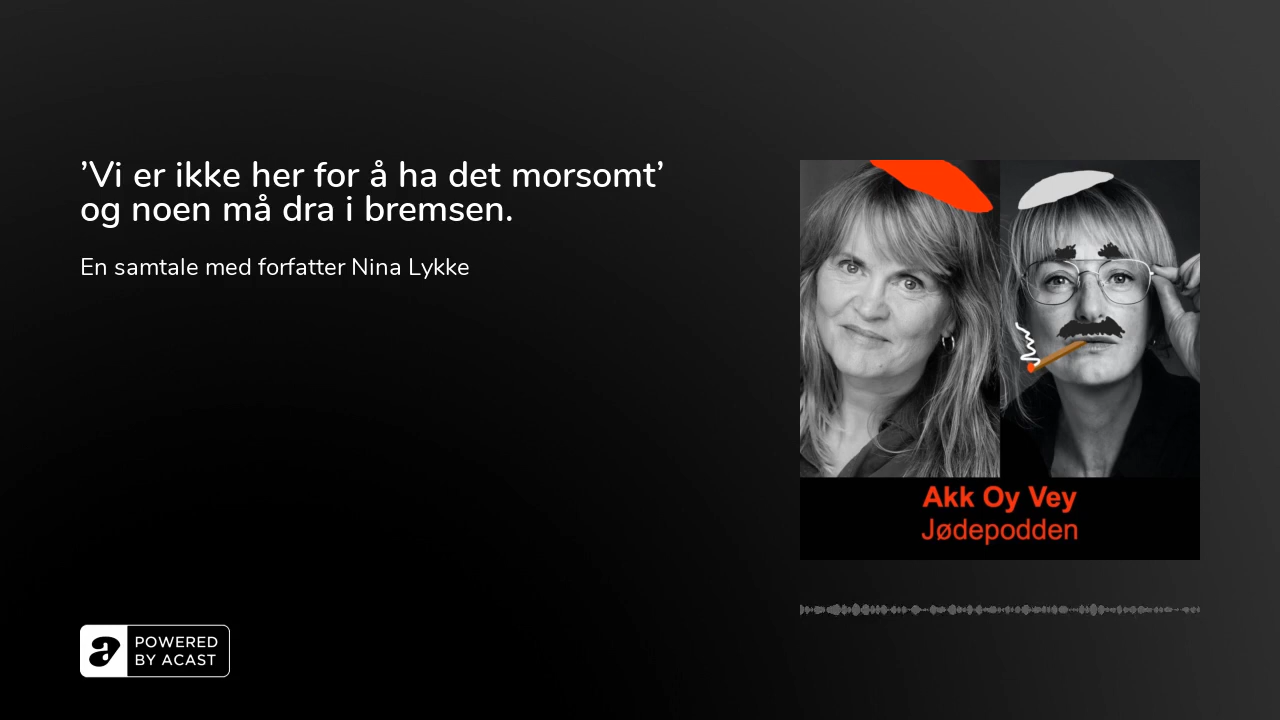 ’Vi er ikke her for å ha det morsomt’
og noen må dra i bremsen.
En samtale med forfatter Nina Lykke
Akk Oy Vey
Jødepodden
a POWERED
BY ACAST